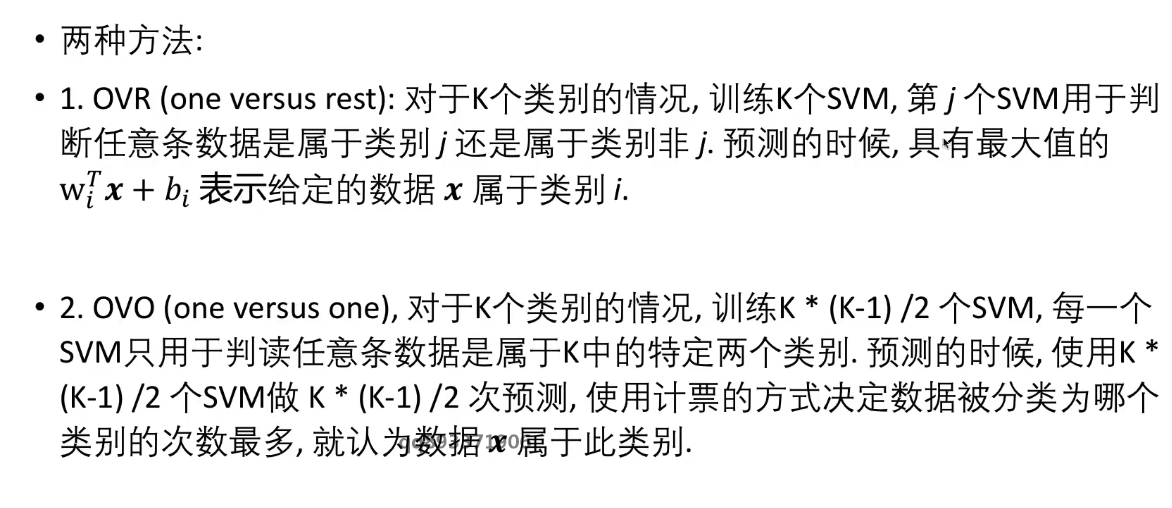 • 两种方法:
• 1. OVR (one versus rest): 对于K个类别的情况, 训练K个SVM, 第 j 个SVM用于判
断任意条数据是属于类别 j 还是属于类别非 j. 预测的时候, 具有最大值的
w_i^T x + b_i 表示给定的数据 x 属于类别 i.
• 2. OVO (one versus one), 对于K个类别的情况, 训练K * (K-1) /2 个SVM, 每一个
SVM只用于判读任意条数据是属于K中的特定两个类别. 预测的时候, 使用K *
(K-1) /2 个SVM做 K * (K-1) /2 次预测, 使用计票的方式决定数据被分类为哪个
类别的次数最多, 就认为数据 x 属于此类别.